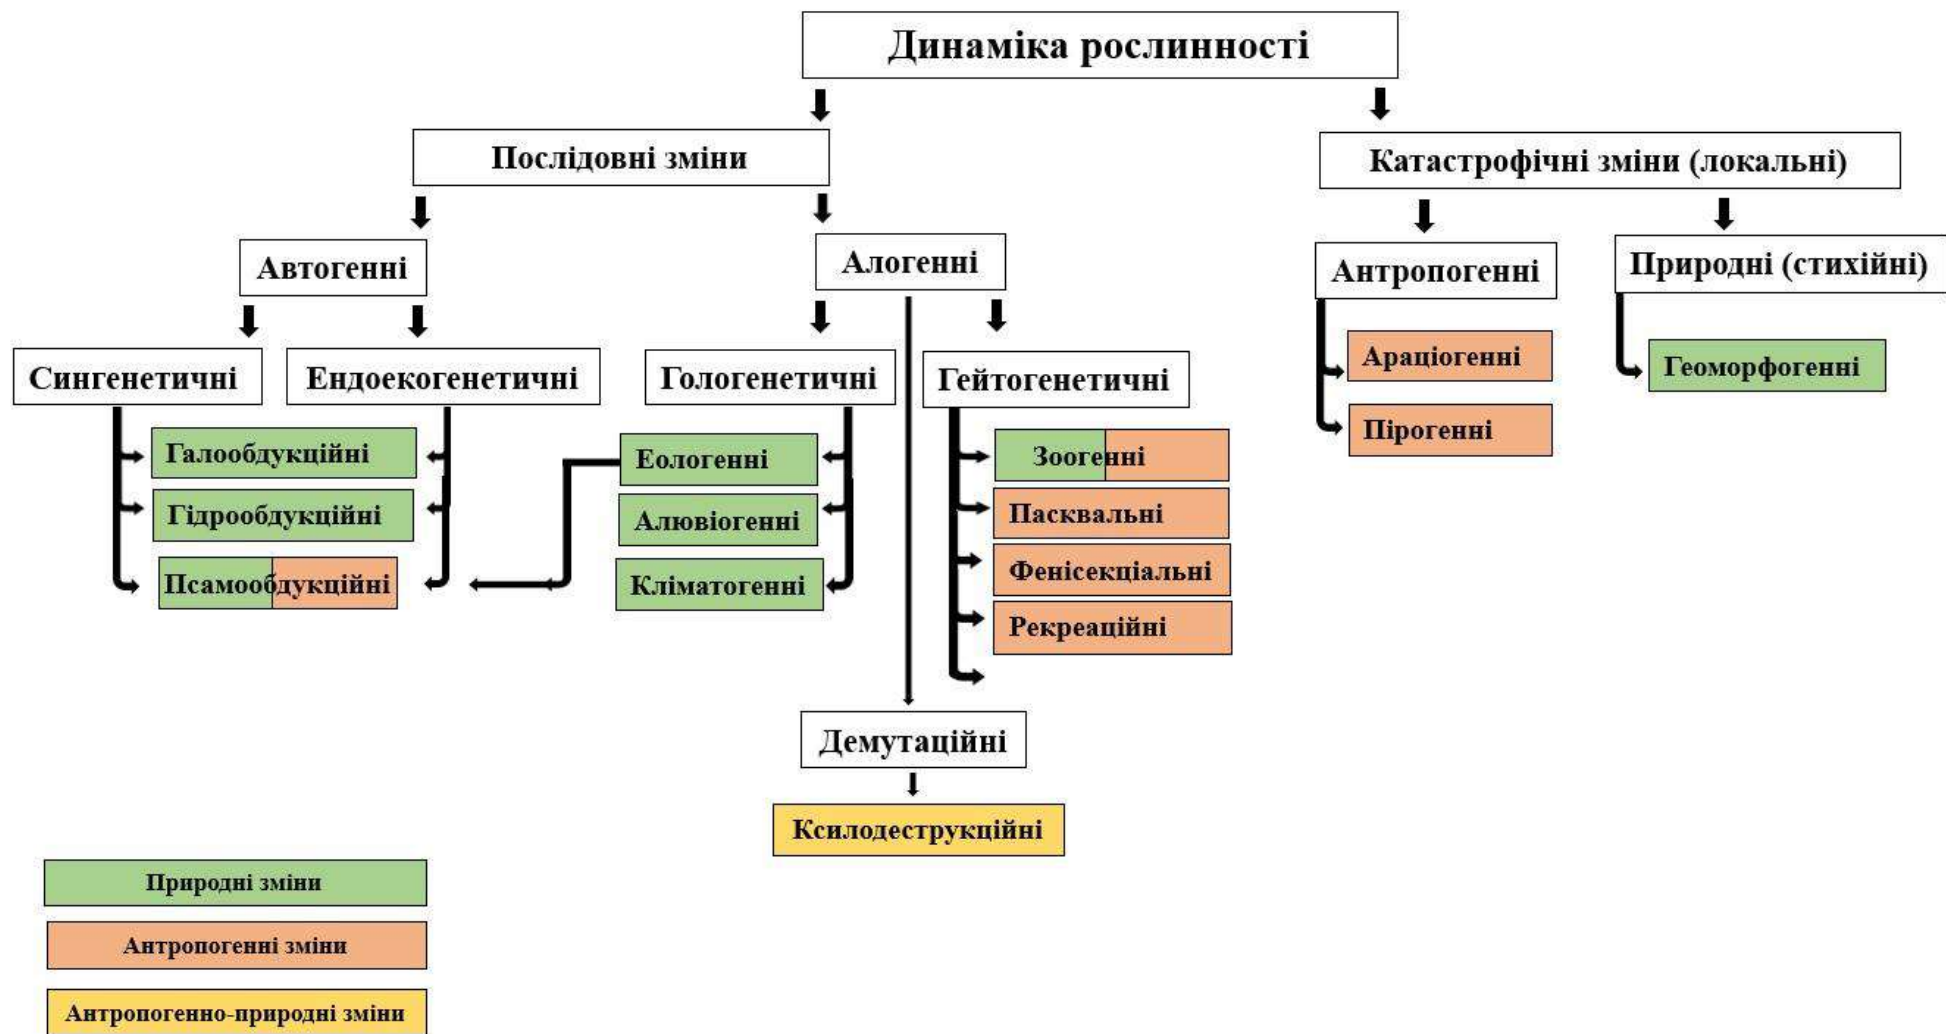 Динаміка рослинності
Послідовні зміни
Катастрофічні зміни (локальні)
Автогенні
Алогенні
Антропогенні
Природні (стихійні)
Сингенетичні
Ендоекогенетичні
Гологенетичні
Гейтогенетичні
Араціогенні
Геоморфогенні
Пірогенні
Галообдукційні
Гідрообдукційні
Псамообдукційні
Еологенні
Алювіогенні
Кліматогенні
Зоогенні
Пасквальні
Фенісекціальні
Рекреаційні
Демутаційні
Ксилодеструкційні
Природні зміни
Антропогенні зміни
Антропогенно-природні зміни